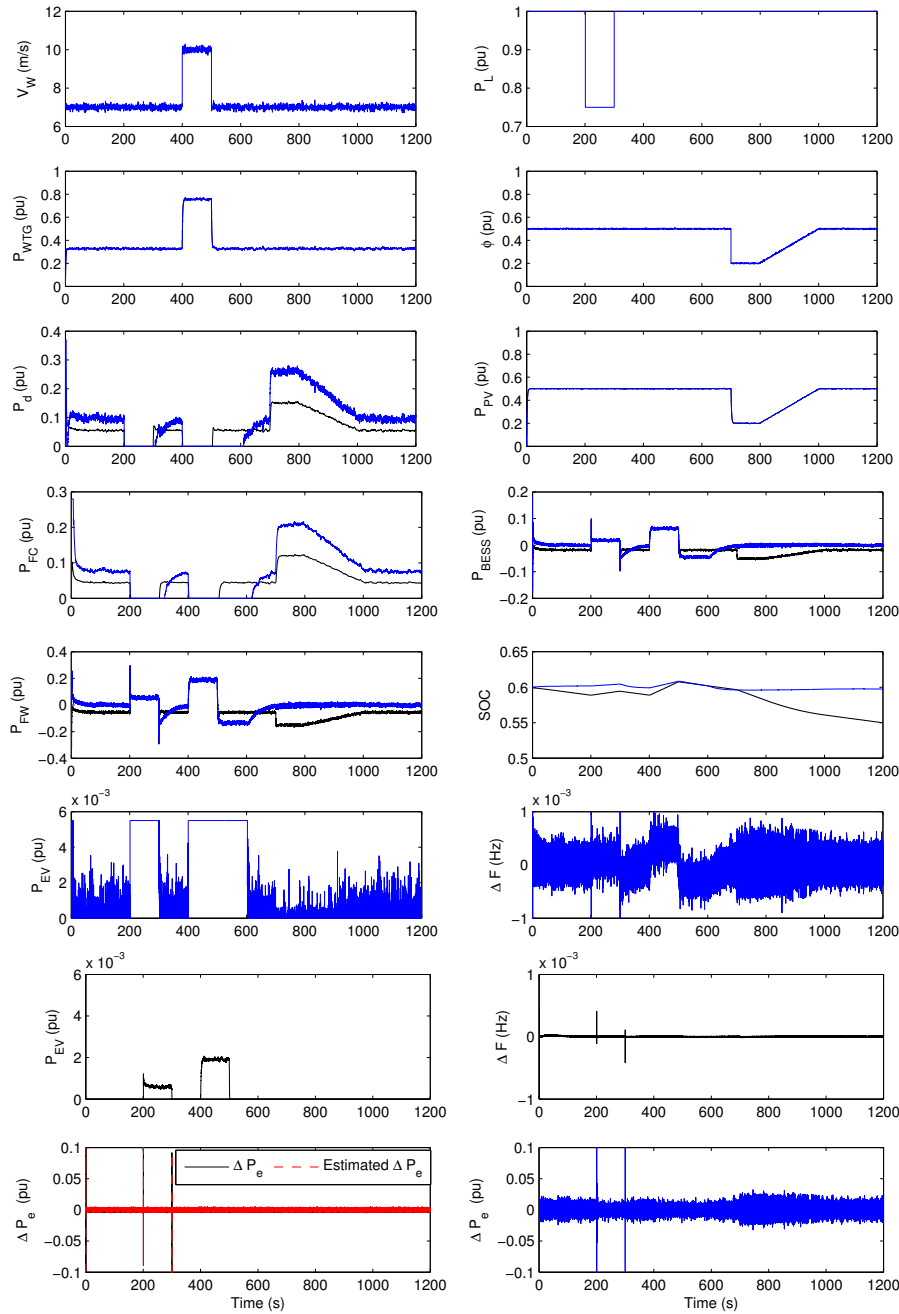 12
10
8
6
0 200 400 600 800 1000 1200
V_W (m/s)
1
0.9
0.8
0.7
0 200 400 600 800 1000 1200
P_L (pu)
1
0.8
0.6
0.4
0.2
0
0 200 400 600 800 1000 1200
P_WTG (pu)
1
0.8
0.6
0.4
0.2
0
0 200 400 600 800 1000 1200
ϕ (pu)
0.4
0.3
0.2
0.1
0
0 200 400 600 800 1000 1200
P_d (pu)
1
0.8
0.6
0.4
0.2
0
0 200 400 600 800 1000 1200
P_PV (pu)
0.3
0.2
0.1
0
0 200 400 600 800 1000 1200
P_FC (pu)
0.2
0.1
0
−0.1
−0.2
0 200 400 600 800 1000 1200
P_BESS (pu)
0.4
0.2
0
−0.2
−0.4
0 200 400 600 800 1000 1200
P_FW (pu)
0.65
0.6
0.55
0.5
0 200 400 600 800 1000 1200
SOC
x 10^−3
6
4
2
0
0 200 400 600 800 1000 1200
P_EV (pu)
x 10^−3
1
0
−1
0 200 400 600 800 1000 1200
Δ F (Hz)
x 10^−3
6
4
2
0
0 200 400 600 800 1000 1200
P_EV (pu)
x 10^−3
1
0
−1
0 200 400 600 800 1000 1200
Δ F (Hz)
0.1
0.05
0
−0.05
−0.1
0 200 400 600 800 1000 1200
Δ P_e (pu)
Δ P_e Estimated Δ P_e
Time (s)
0.1
0.05
0
−0.05
−0.1
0 200 400 600 800 1000 1200
Δ P_e (pu)
Time (s)